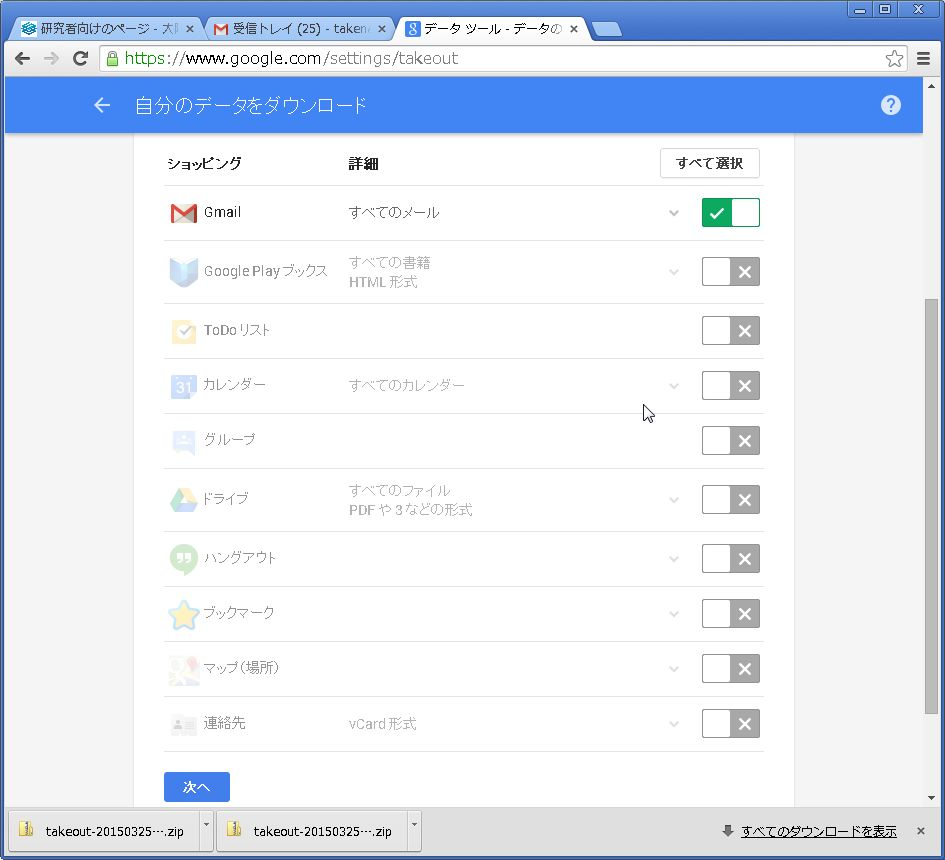 研究者向けのページ - 大
受信トレイ (25) - taken
データ ツール - データの
https://www.google.com/settings/takeout
自分のデータをダウンロード
?
ショッピング 詳細 すべて選択
Gmail すべてのメール
Google Play ブックス すべての書籍
HTML 形式
ToDo リスト
31 カレンダー すべてのカレンダー
グループ
ドライブ すべてのファイル
PDF や 3 などの形式
ハングアウト
ブックマーク
マップ（場所）
連絡先 vCard 形式
次へ
takeout-20150325-….zip takeout-20150325-….zip すべてのダウンロードを表示